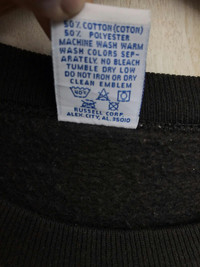 50% COTTON (COTON)
50% POLYESTER
MACHINE WASH WARM
WASH COLORS SEP-
ARATELY. NO BLEACH
TUMBLE DRY LOW
DO NOT IRON OR DRY
CLEAN EMBLEM
RUSSELL CORP.
ALEX. CITY, AL 35010